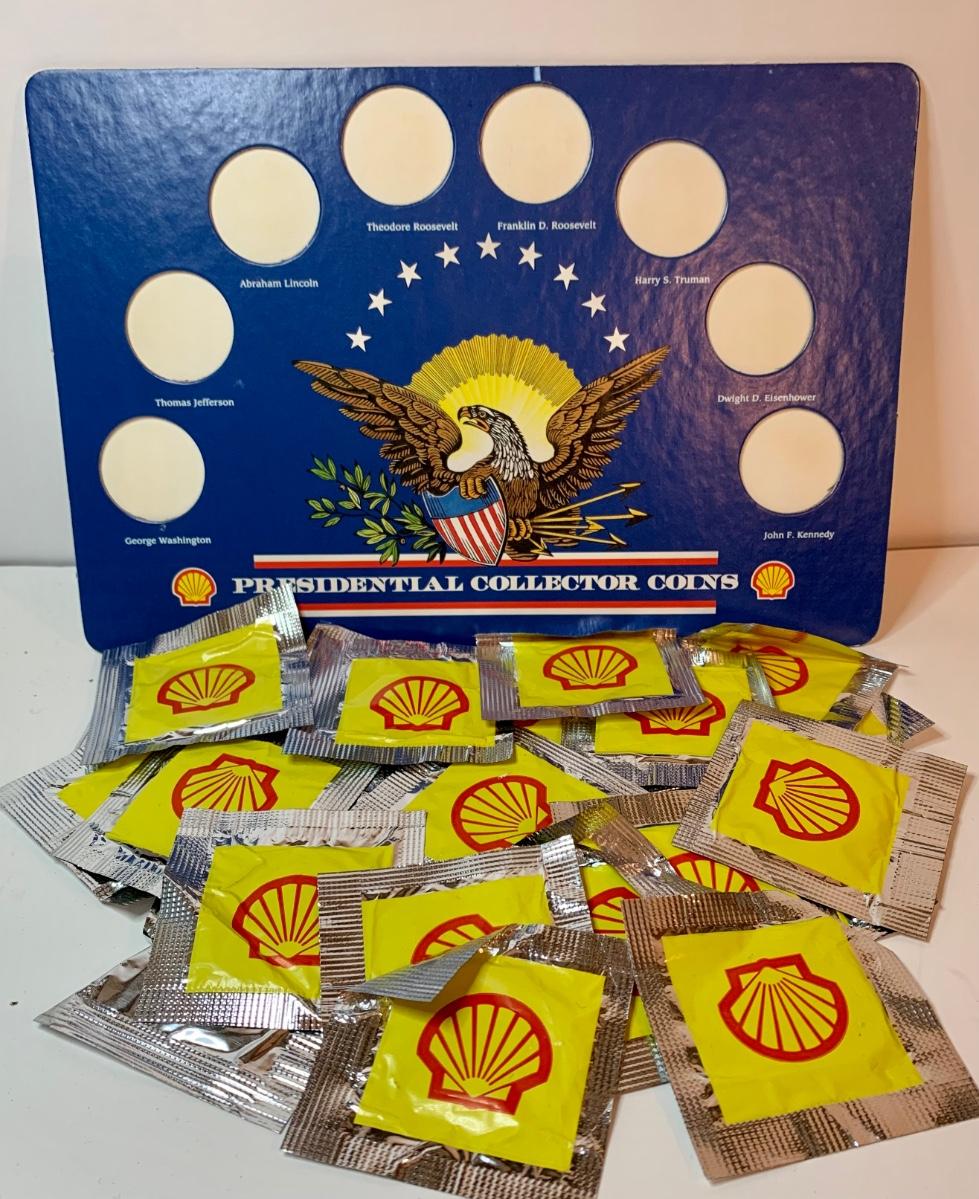 Theodore Roosevelt
Franklin D. Roosevelt
Abraham Lincoln
Harry S. Truman
Thomas Jefferson
Dwight D. Eisenhower
George Washington
John F. Kennedy
PRESIDENTIAL COLLECTOR COINS